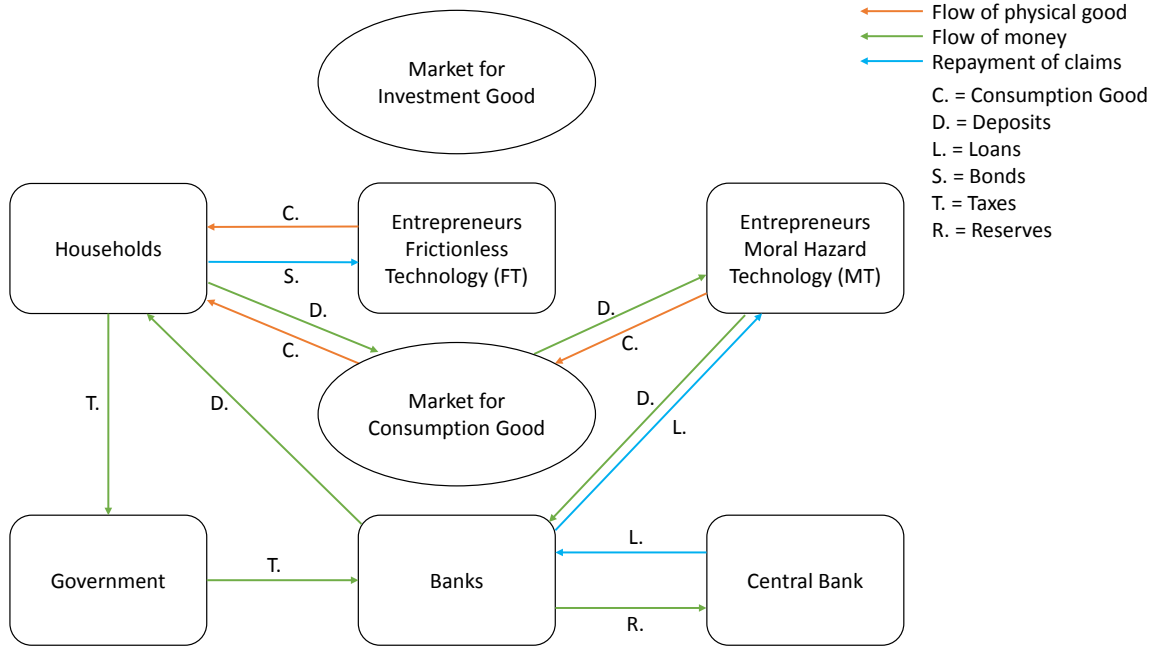 Flow of physical good
Flow of money
Repayment of claims
C. = Consumption Good
D. = Deposits
L. = Loans
S. = Bonds
T. = Taxes
R. = Reserves
Market for
Investment Good
Households
C.
S.
Entrepreneurs
Frictionless
Technology (FT)
Entrepreneurs
Moral Hazard
Technology (MT)
D.
C.
D.
C.
Market for
Consumption Good
T.
D.
D.
L.
Government
T.
Banks
L.
R.
Central Bank